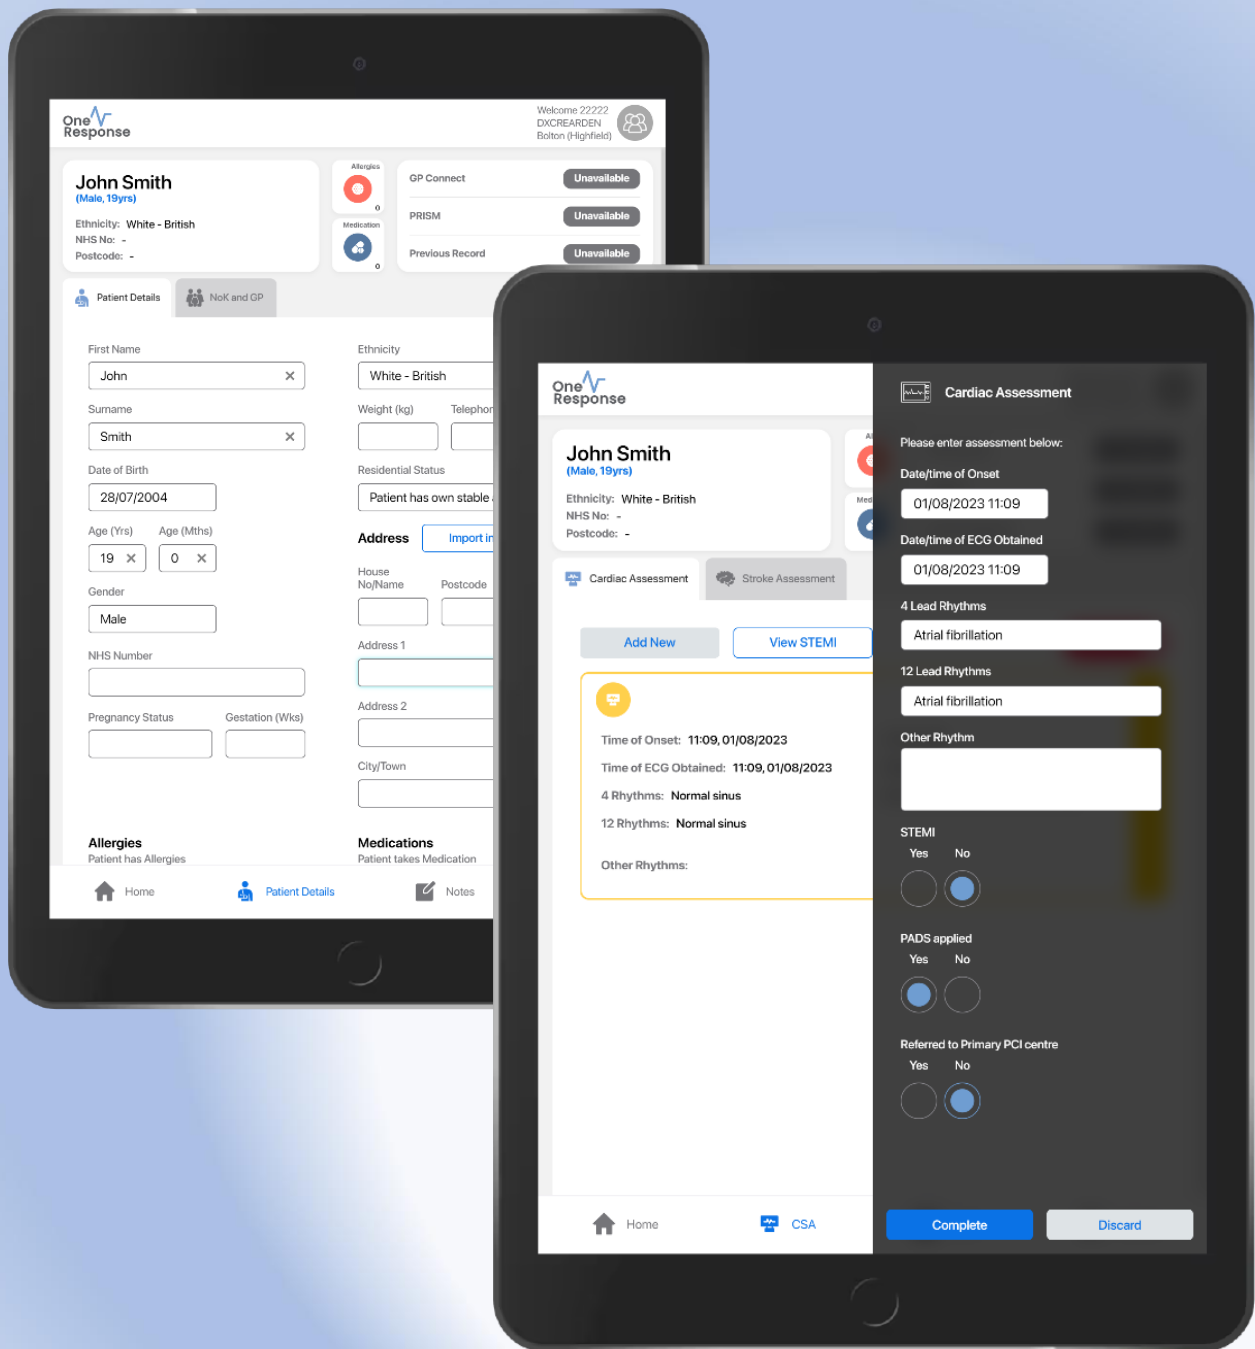 One
Response
Welcome 22222
DXCREARDEN
Bolton (Highfield)
John Smith
(Male, 19yrs)
Ethnicity: White - British
NHS No: -
Postcode: -
Allergies
0
Medication
0
GP Connect Unavailable
PRISM Unavailable
Previous Record Unavailable
Patient Details
NoK and GP
First Name
John
Surname
Smith
Date of Birth
28/07/2004
Age (Yrs) Age (Mths)
19 0
Gender
Male
NHS Number
Pregnancy Status Gestation (Wks)
Ethnicity
White - British
Weight (kg) Telephon
Residential Status
Patient has own stable
Address Import in
House
No/Name Postcode
Address 1
Address 2
City/Town
Allergies
Patient has Allergies
Medications
Patient takes Medication
Home Patient Details Notes
One
Response
John Smith
(Male, 19yrs)
Ethnicity: White - British
NHS No: -
Postcode: -
Al
Med
Cardiac Assessment
Stroke Assessment
Add New View STEMI
Time of Onset: 11:09, 01/08/2023
Time of ECG Obtained: 11:09, 01/08/2023
4 Rhythms: Normal sinus
12 Rhythms: Normal sinus
Other Rhythms:
Home CSA
Cardiac Assessment
Please enter assessment below:
Date/time of Onset
01/08/2023 11:09
Date/time of ECG Obtained
01/08/2023 11:09
4 Lead Rhythms
Atrial fibrillation
12 Lead Rhythms
Atrial fibrillation
Other Rhythm
STEMI
Yes No
PADS applied
Yes No
Referred to Primary PCI centre
Yes No
Complete Discard